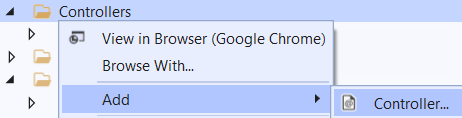 Controllers
View in Browser (Google Chrome)
Browse With...
Add
Controller...